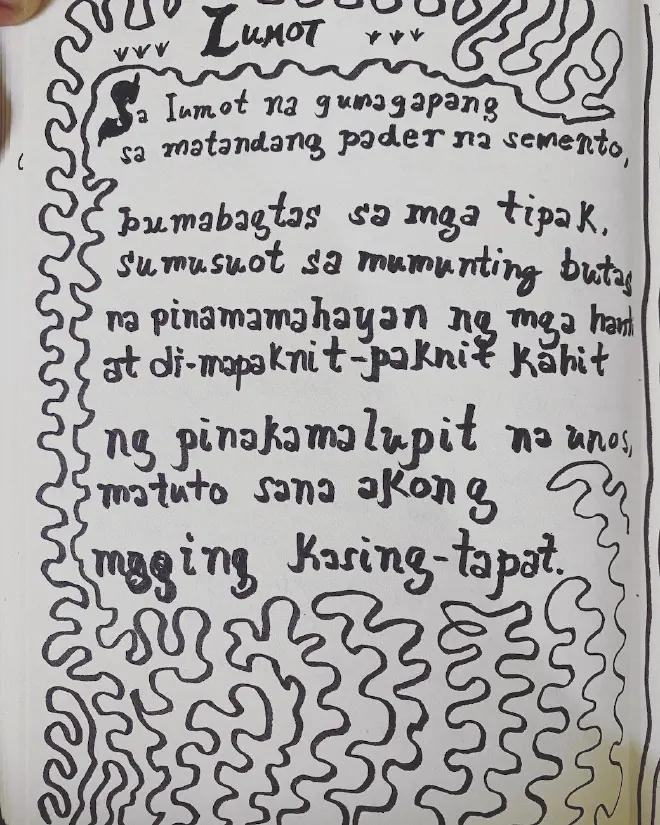 Lumot
Sa lumot na gumagapang
sa matandang pader na semento,
bumabagtas sa mga tipak,
sumusuot sa mumunting butas
na pinamamahayan ng mga hantik
at di-mapaknit-paknit kahit
ng pinakamalupit na unos,
matuto sana akong
maging kasing-tapat.